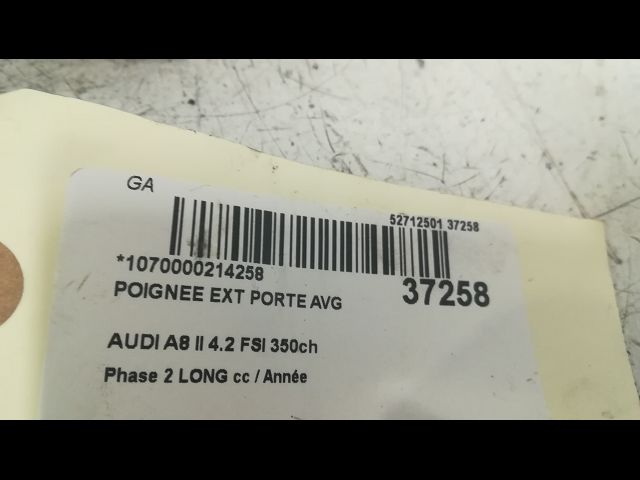 GA
52712501 37258
*1070000214258
37258
POIGNEE EXT PORTE AVG
AUDI A8 II 4.2 FSI 350ch
Phase 2 LONG cc / Année